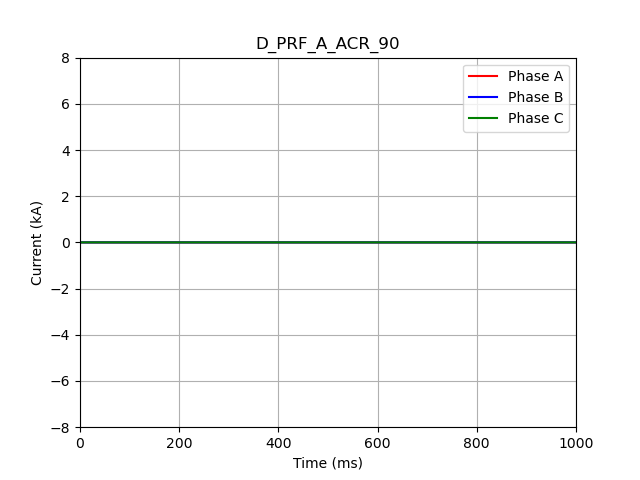 D_PRF_A_ACR_90
8
6
4
2
0
−2
−4
−6
−8
Current (kA)
Phase A
Phase B
Phase C
0 200 400 600 800 1000
Time (ms)